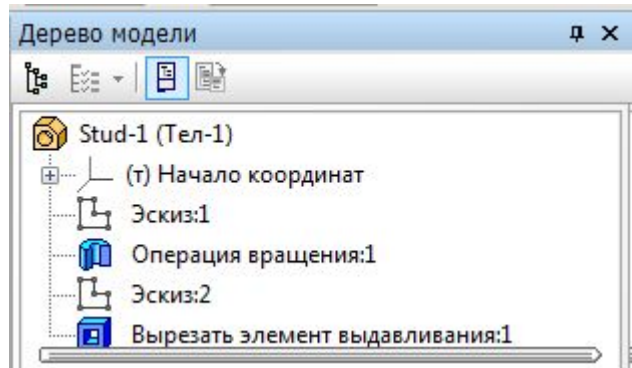 Дерево модели
Stud-1 (Тел-1)
(т) Начало координат
Эскиз:1
Операция вращения:1
Эскиз:2
Вырезать элемент выдавливания:1